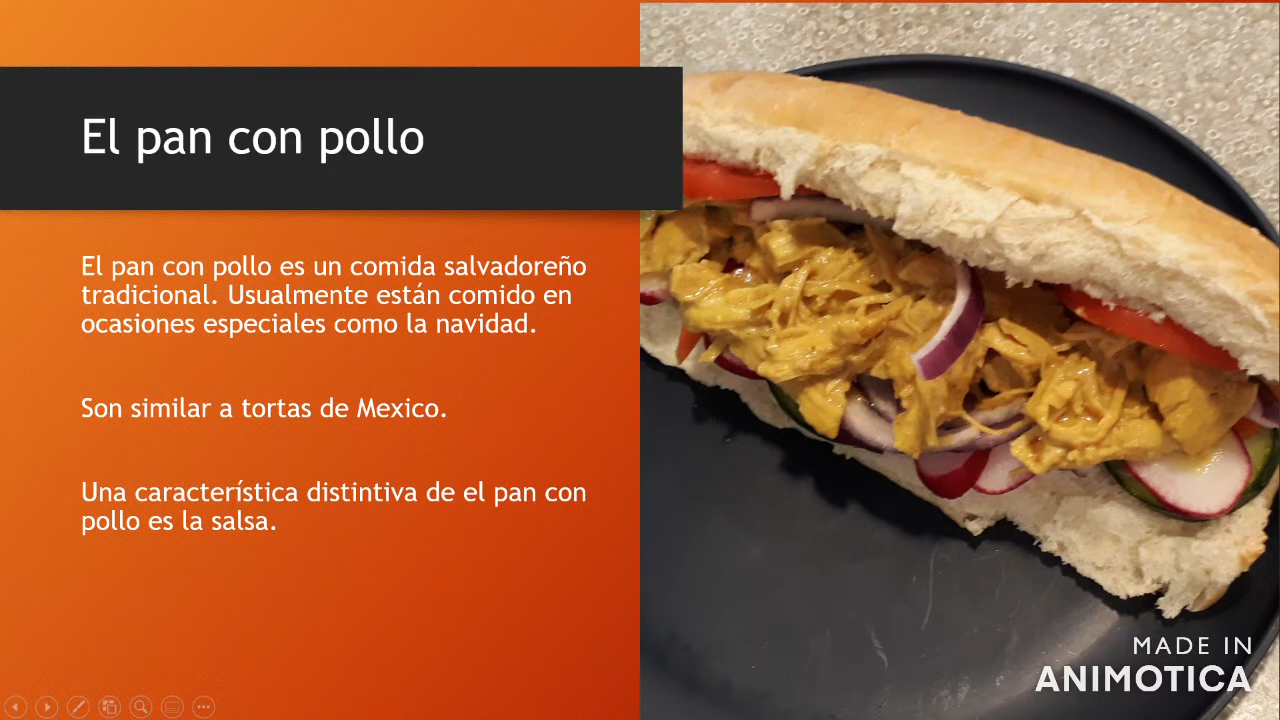 El pan con pollo
El pan con pollo es un comida salvadoreño
tradicional. Usualmente están comido en
ocasiones especiales como la navidad.
Son similar a tortas de Mexico.
Una característica distintiva de el pan con
pollo es la salsa.
MADE IN
ANIMOTICA